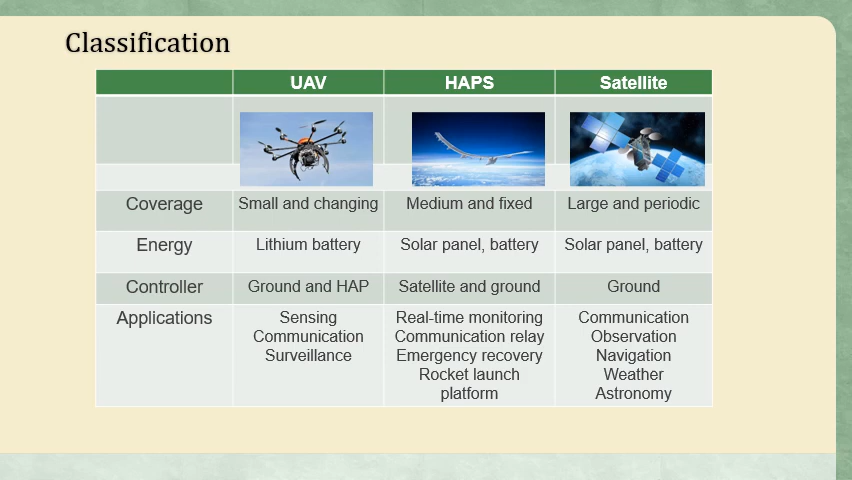 Classification
UAV HAPS Satellite
Coverage Small and changing Medium and fixed Large and periodic
Energy Lithium battery Solar panel, battery Solar panel, battery
Controller Ground and HAP Satellite and ground Ground
Applications Sensing Real-time monitoring Communication
Communication Communication relay Observation
Surveillance Emergency recovery Navigation
Rocket launch Weather
platform Astronomy